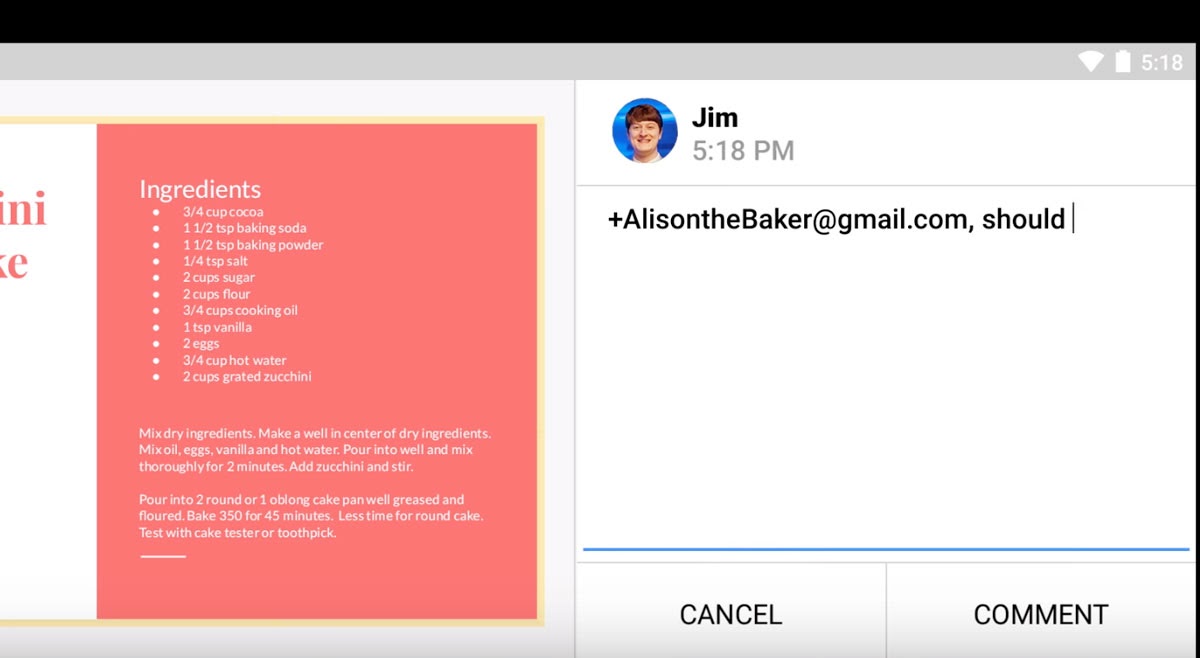 5:18
ini
ke
Ingredients
● 3/4 cup cocoa
● 1 1/2 tsp baking soda
● 1 1/2 tsp baking powder
● 1/4 tsp salt
● 2 cups sugar
● 2 cups flour
● 3/4 cups cooking oil
● 1 tsp vanilla
● 2 eggs
● 3/4 cup hot water
● 2 cups grated zucchini
Mix dry ingredients. Make a well in center of dry ingredients.
Mix oil, eggs, vanilla and hot water. Pour into well and mix
thoroughly for 2 minutes. Add zucchini and stir.
Pour into 2 round or 1 oblong cake pan well greased and
floured. Bake 350 for 45 minutes. Less time for round cake.
Test with cake tester or toothpick.
Jim
5:18 PM
+AlisontheBaker@gmail.com, should
CANCEL
COMMENT